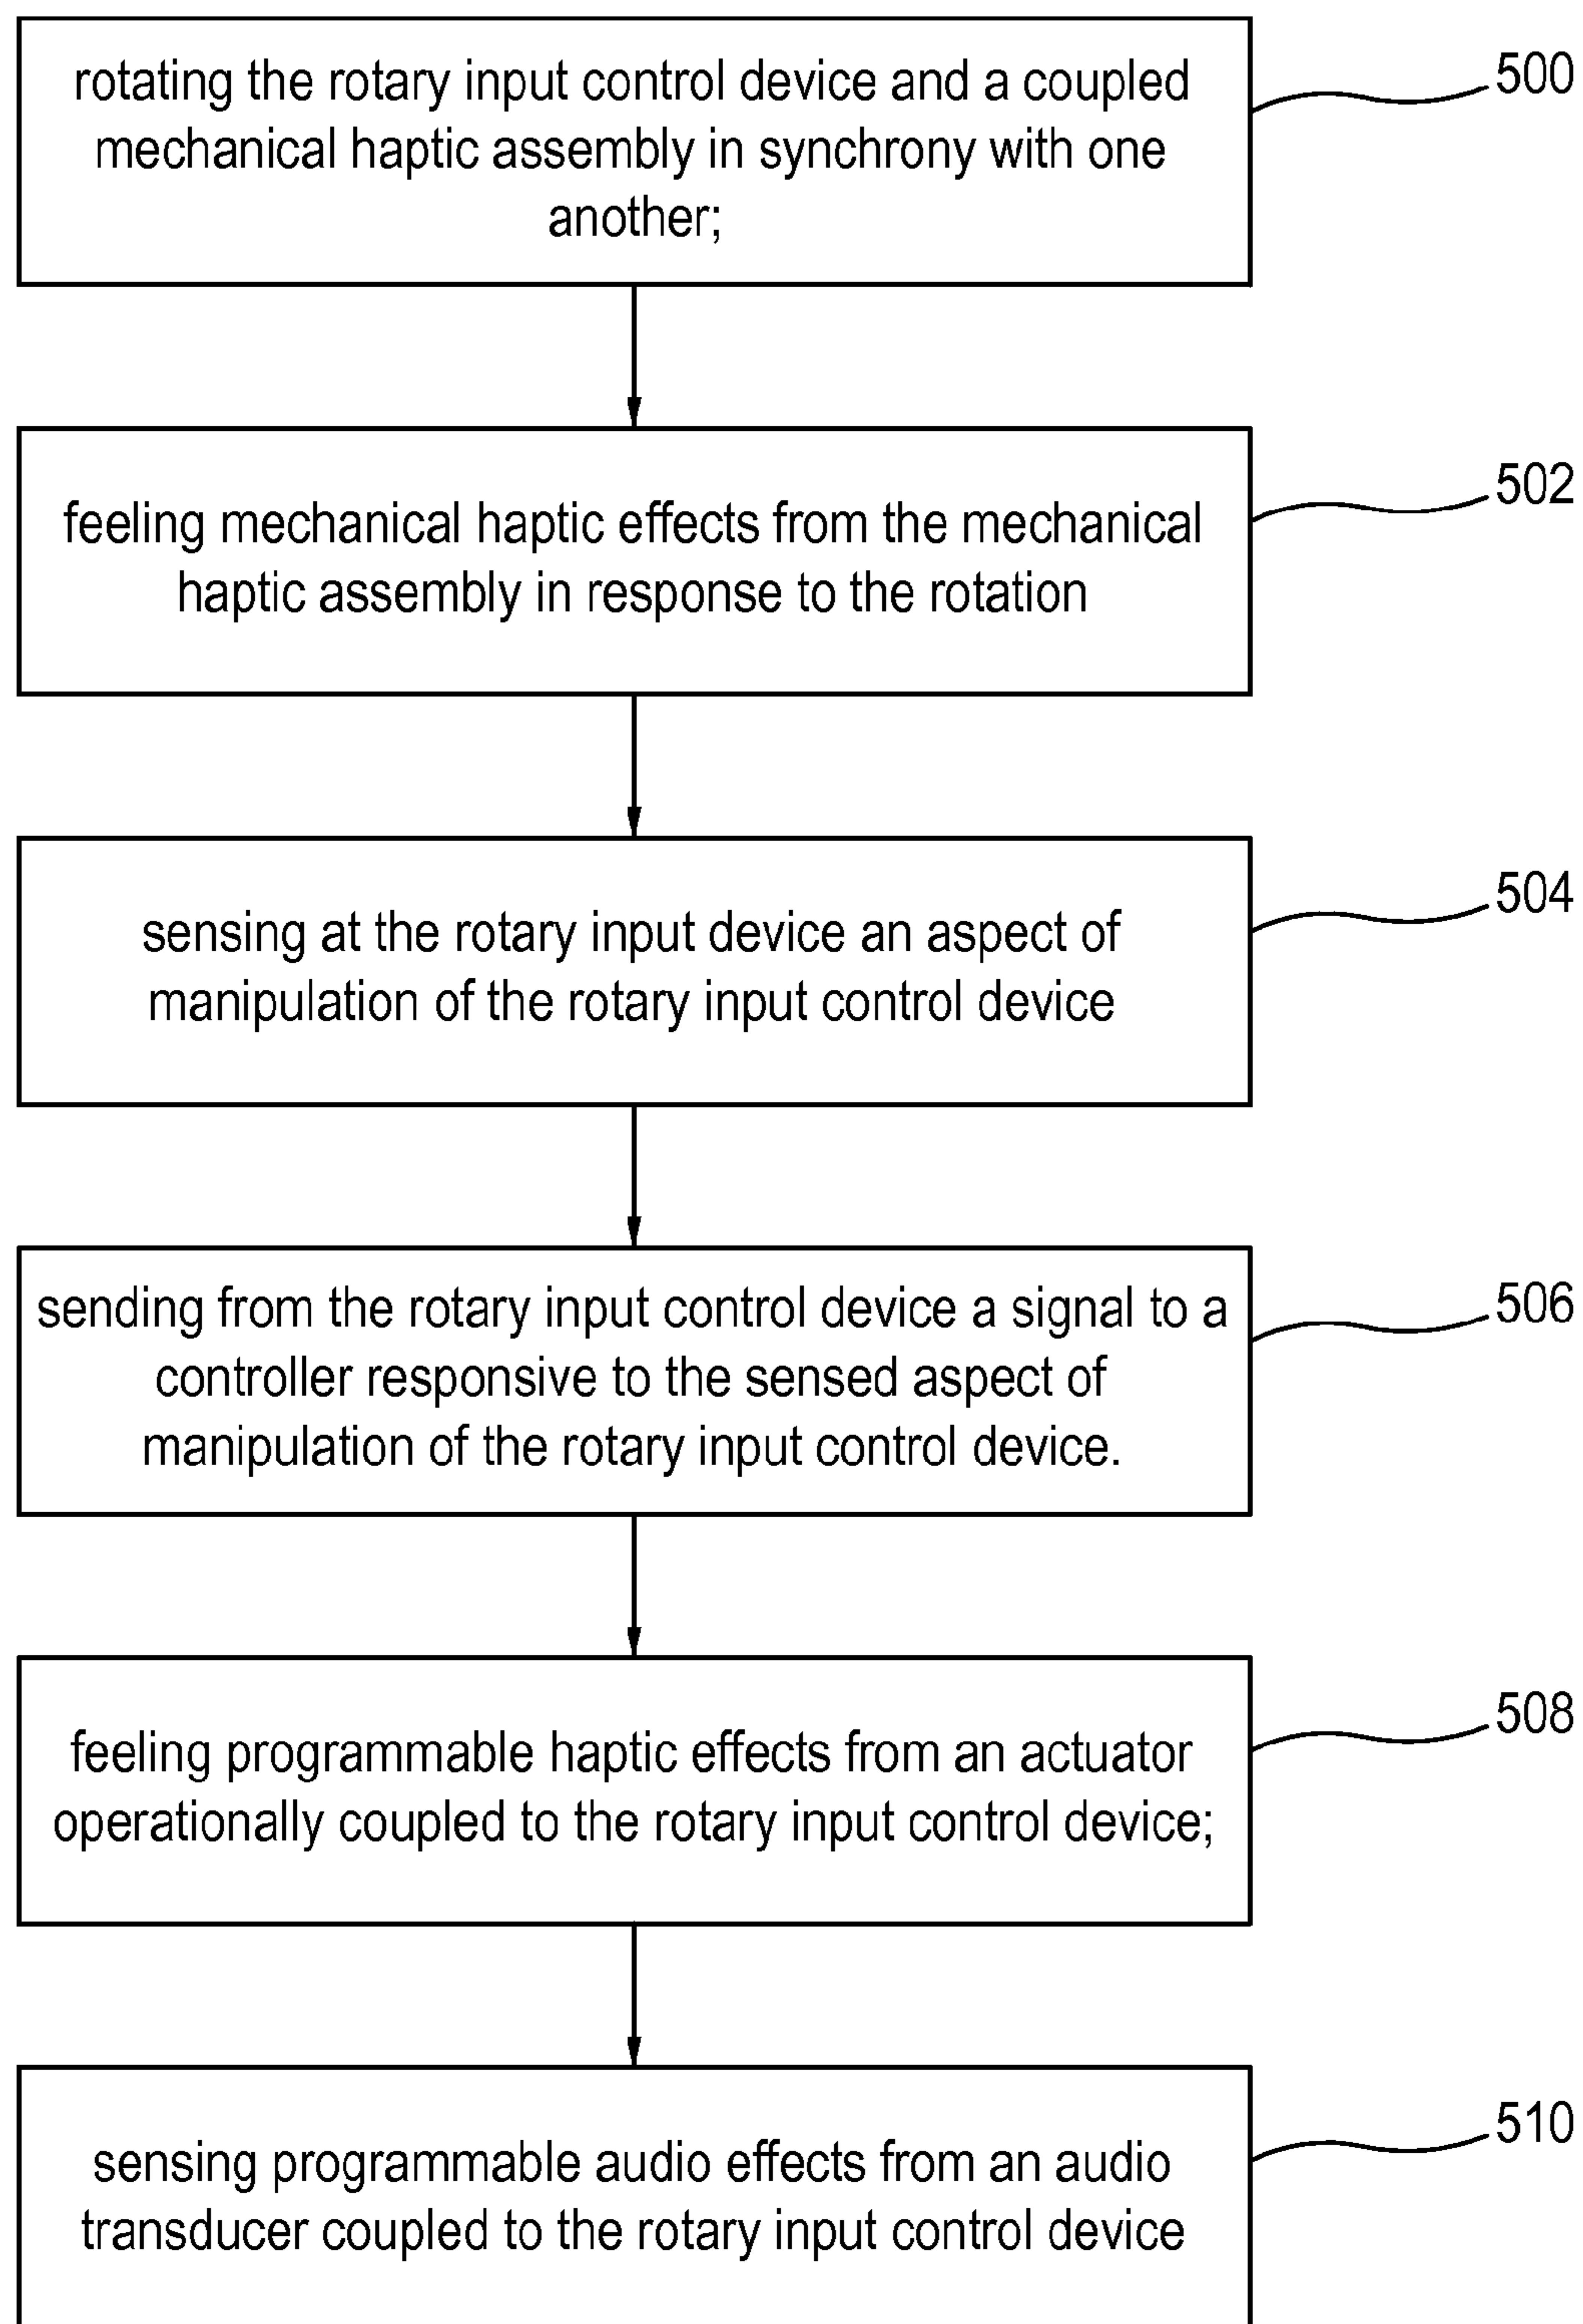 rotating the rotary input control device and a coupled
mechanical haptic assembly in synchrony with one
another;
500
feeling mechanical haptic effects from the mechanical
haptic assembly in response to the rotation
502
sensing at the rotary input device an aspect of
manipulation of the rotary input control device
504
sending from the rotary input control device a signal to a
controller responsive to the sensed aspect of
manipulation of the rotary input control device.
506
feeling programmable haptic effects from an actuator
operationally coupled to the rotary input control device;
508
sensing programmable audio effects from an audio
transducer coupled to the rotary input control device
510